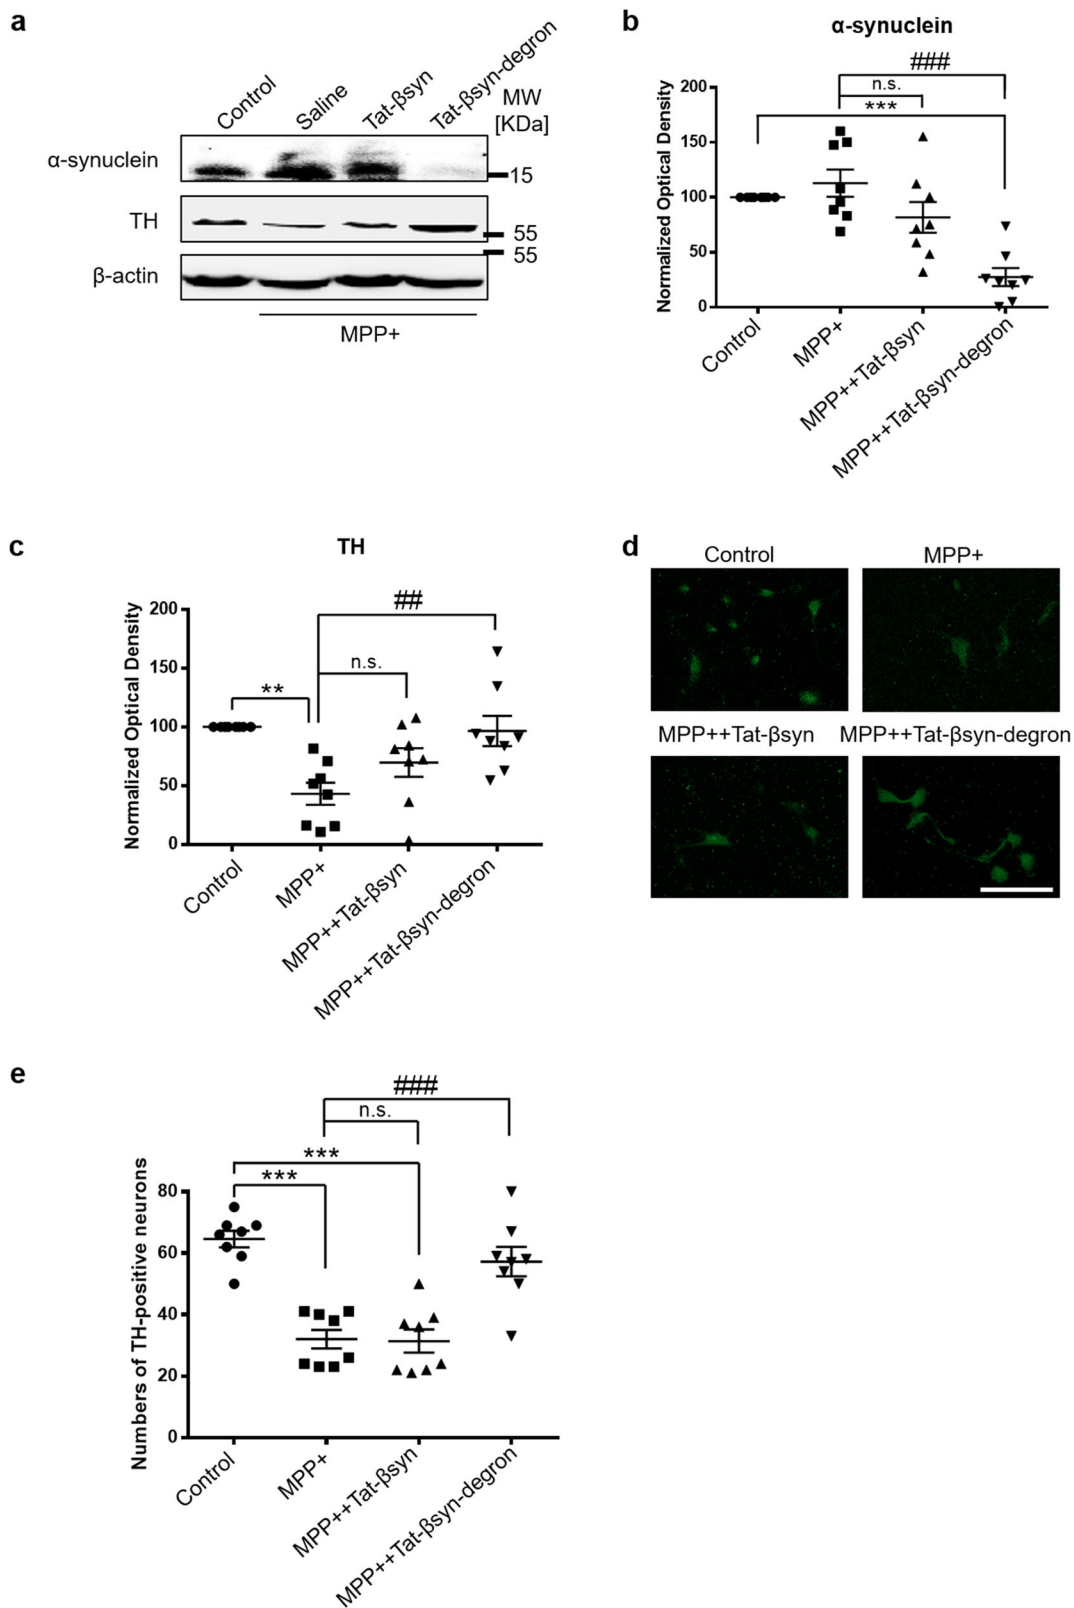 a
Control
Saline
Tat-βsyn
Tat-βsyn-degron
MW
[KDa]
α-synuclein
15
TH
55
55
β-actin
MPP+
b
α-synuclein
###
n.s.
***
Normalized Optical Density
200
150
100
50
0
Control
MPP+
MPP++Tat-βsyn
MPP++Tat-βsyn-degron
c
TH
##
n.s.
**
Normalized Optical Density
200
150
100
50
0
Control
MPP+
MPP++Tat-βsyn
MPP++Tat-βsyn-degron
d
Control
MPP+
MPP++Tat-βsyn
MPP++Tat-βsyn-degron
e
###
n.s.
***
***
Numbers of TH-positive neurons
80
60
40
20
0
Control
MPP+
MPP++Tat-βsyn
MPP++Tat-βsyn-degron